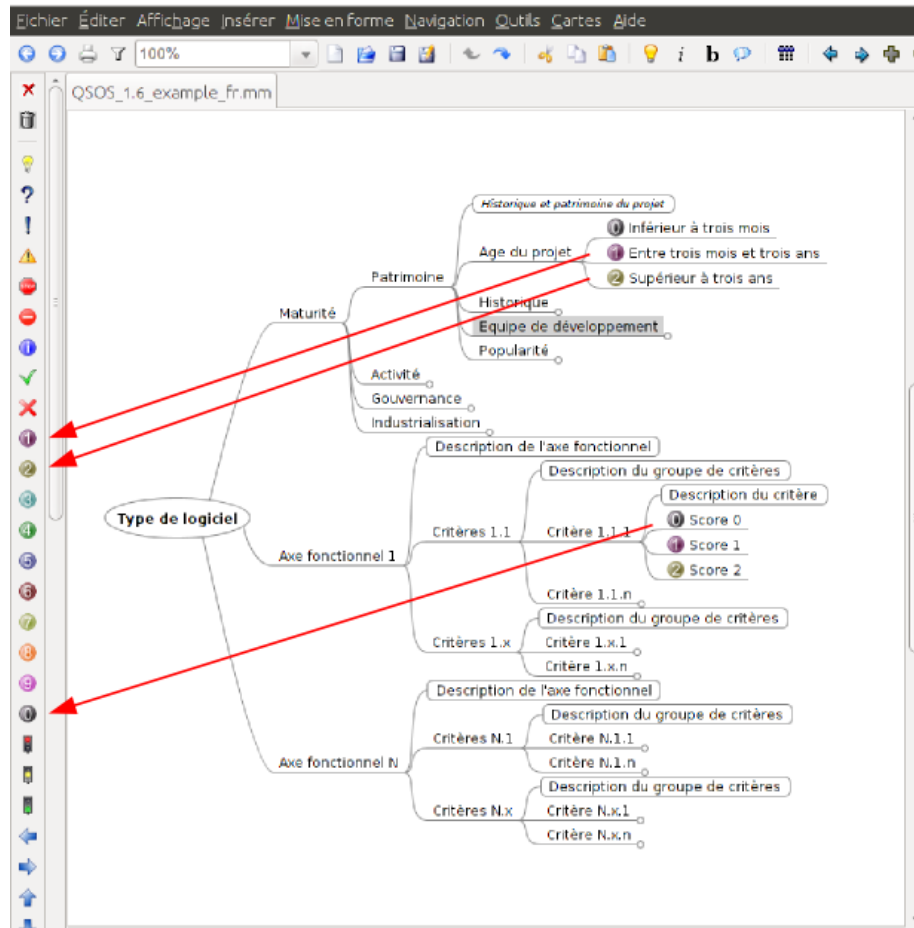 Fichier Éditer Affichage Insérer Mise en forme Navigation Outils Cartes Aide
100%
QSOS_1.6_example_fr.mm
Historique et patrimoine du projet
0 Inférieur à trois mois
Age du projet
1 Entre trois mois et trois ans
2 Supérieur à trois ans
Patrimoine
Historique
Maturité
Equipe de développement
Popularité
Activité
Gouvernance
Industrialisation
Description de l'axe fonctionnel
Description du groupe de critères
Description du critère
Type de logiciel
0 Score 0
Critères 1.1
Critère 1.1.1
1 Score 1
Axe fonctionnel 1
2 Score 2
Critère 1.1.n
Description du groupe de critères
Critères 1.x
Critère 1.x.1
Critère 1.x.n
Description de l'axe fonctionnel
Description du groupe de critères
Critères N.1
Critère N.1.1
Axe fonctionnel N
Critère N.1.n
Description du groupe de critères
Critères N.x
Critère N.x.1
Critère N.x.n